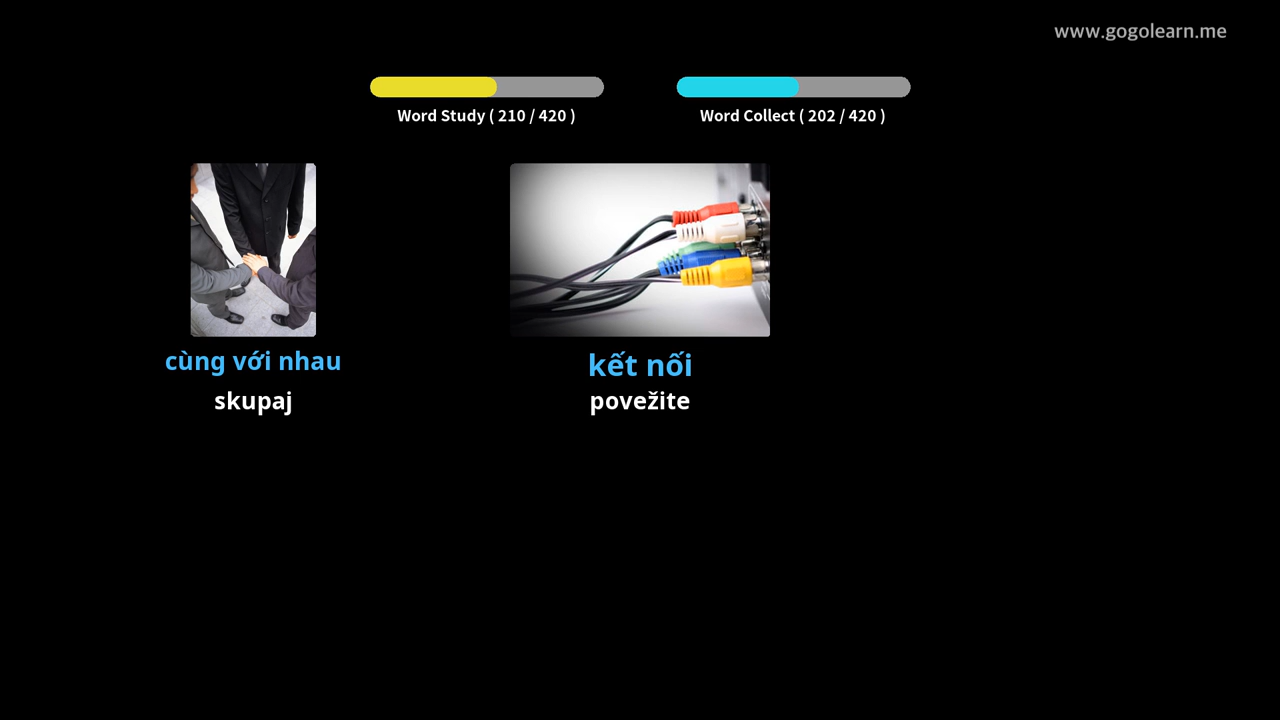 www.gogolearn.me
Word Study ( 210 / 420 )
Word Collect ( 202 / 420 )
cùng với nhau
skupaj
kết nối
povežite